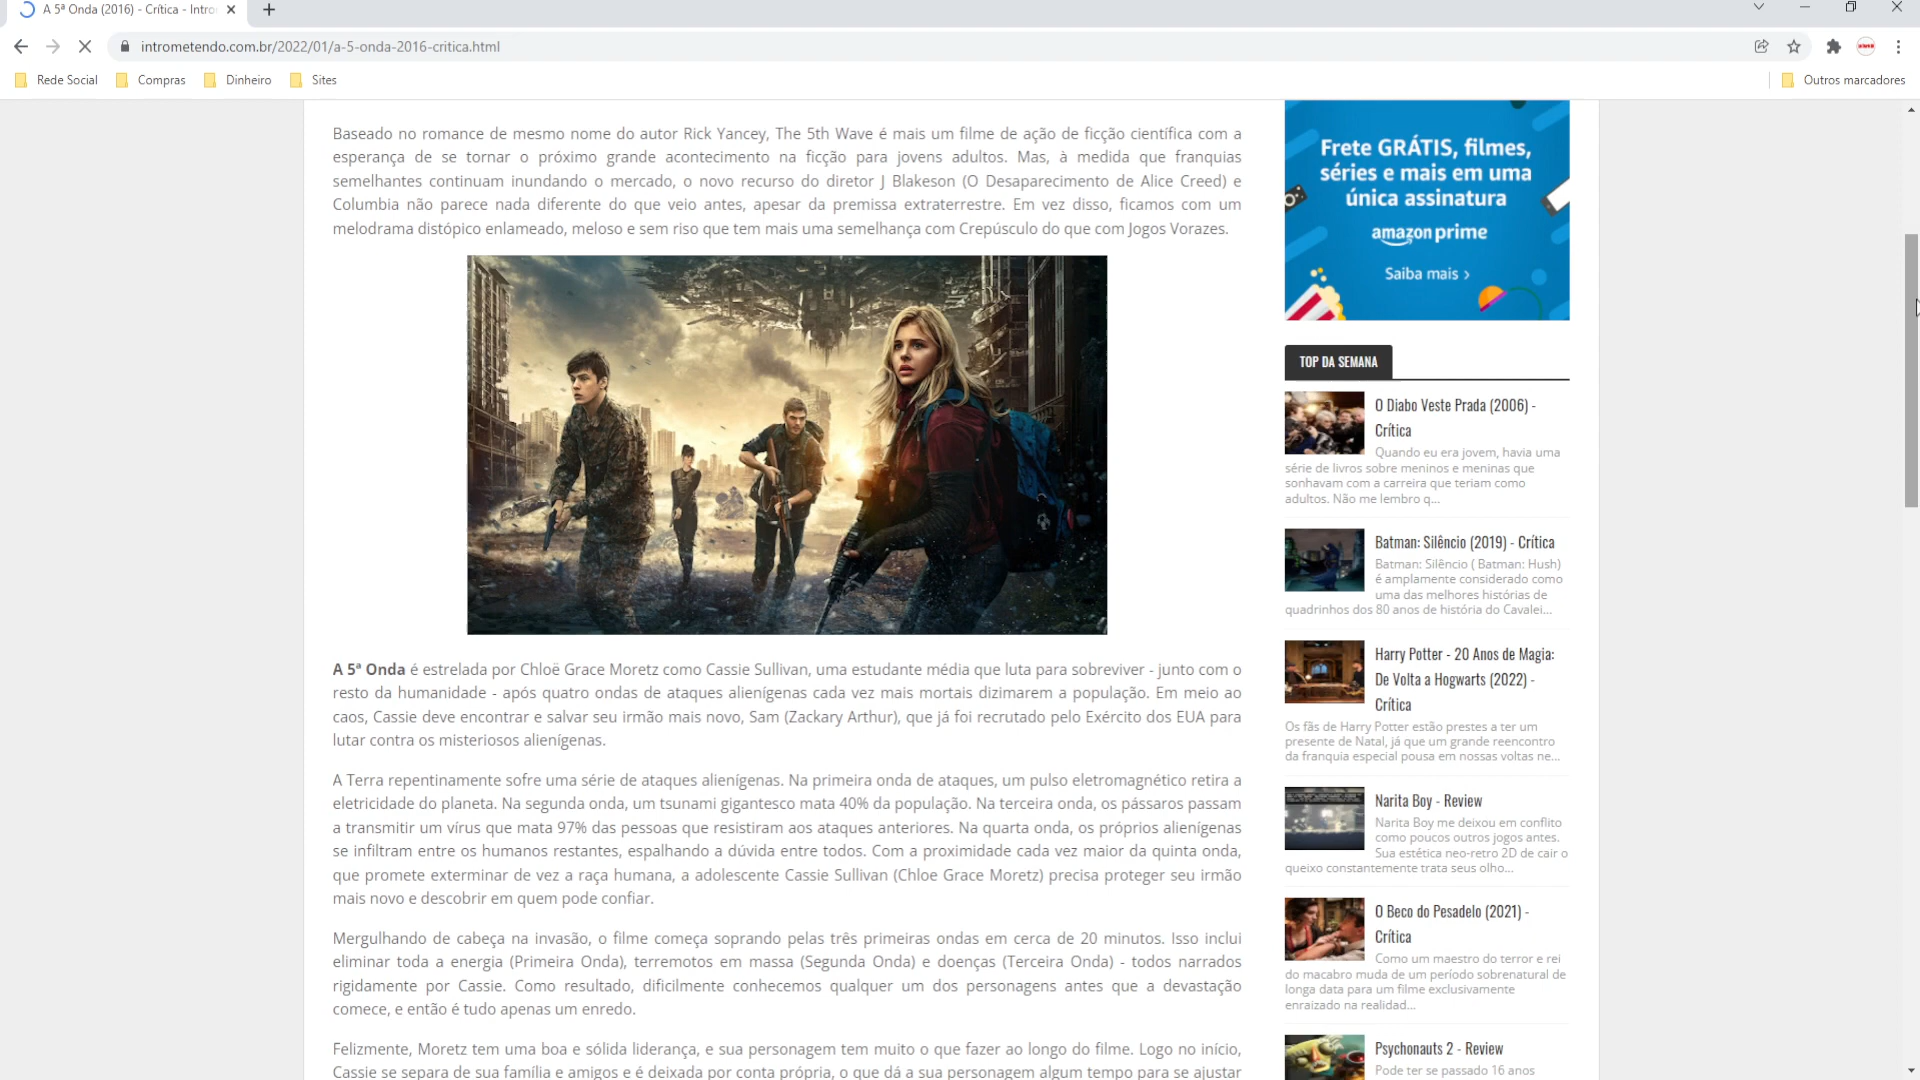 A 5ª Onda (2016) - Crítica - Intro
intrometendo.com.br/2022/01/a-5-onda-2016-critica.html
Rede Social
Compras
Dinheiro
Sites
Outros marcadores
Baseado no romance de mesmo nome do autor Rick Yancey, The 5th Wave é mais um filme de ação de ficção científica com a
esperança de se tornar o próximo grande acontecimento na ficção para jovens adultos. Mas, à medida que franquias
semelhantes continuam inundando o mercado, o novo recurso do diretor J Blakeson (O Desaparecimento de Alice Creed) e
Columbia não parece nada diferente do que veio antes, apesar da premissa extraterrestre. Em vez disso, ficamos com um
melodrama distópico enlameado, meloso e sem riso que tem mais uma semelhança com Crepúsculo do que com Jogos Vorazes.
A 5ª Onda é estrelada por Chloë Grace Moretz como Cassie Sullivan, uma estudante média que luta para sobreviver - junto com o
resto da humanidade - após quatro ondas de ataques alienígenas cada vez mais mortais dizimarem a população. Em meio ao
caos, Cassie deve encontrar e salvar seu irmão mais novo, Sam (Zackary Arthur), que já foi recrutado pelo Exército dos EUA para
lutar contra os misteriosos alienígenas.
A Terra repentinamente sofre uma série de ataques alienígenas. Na primeira onda de ataques, um pulso eletromagnético retira a
eletricidade do planeta. Na segunda onda, um tsunami gigantesco mata 40% da população. Na terceira onda, os pássaros passam
a transmitir um vírus que mata 97% das pessoas que resistiram aos ataques anteriores. Na quarta onda, os próprios alienígenas
se infiltram entre os humanos restantes, espalhando a dúvida entre todos. Com a proximidade cada vez maior da quinta onda,
que promete exterminar de vez a raça humana, a adolescente Cassie Sullivan (Chloe Grace Moretz) precisa proteger seu irmão
mais novo e descobrir em quem pode confiar.
Mergulhando de cabeça na invasão, o filme começa soprando pelas três primeiras ondas em cerca de 20 minutos. Isso inclui
eliminar toda a energia (Primeira Onda), terremotos em massa (Segunda Onda) e doenças (Terceira Onda) - todos narrados
rigidamente por Cassie. Como resultado, dificilmente conhecemos qualquer um dos personagens antes que a devastação
comece, e então é tudo apenas um enredo.
Felizmente, Moretz tem uma boa e sólida liderança, e sua personagem tem muito o que fazer ao longo do filme. Logo no início,
Cassie se separa de sua família e amigos e é deixada por conta própria, o que dá a sua personagem algum tempo para se ajustar
Frete GRÁTIS, filmes,
séries e mais em uma
única assinatura
amazon prime
Saiba mais ›
TOP DA SEMANA
O Diabo Veste Prada (2006) -
Crítica
Quando eu era jovem, havia uma
série de livros sobre meninos e meninas que
sonhavam com a carreira que teriam como
adultos. Não me lembro q...
Batman: Silêncio (2019) - Crítica
Batman: Silêncio ( Batman: Hush)
é amplamente considerado como
uma das melhores histórias de
quadrinhos dos 80 anos de história do Cavalei...
Harry Potter - 20 Anos de Magia:
De Volta a Hogwarts (2022) -
Crítica
Os fãs de Harry Potter estão prestes a ter um
presente de Natal, já que um grande reencontro
da franquia especial pousa em nossas voltas ne...
Narita Boy - Review
Narita Boy me deixou em conflito
como poucos outros jogos antes.
Sua estética neo-retro 2D de cair o
queixo constantemente trata seus olho...
O Beco do Pesadelo (2021) -
Crítica
Como um maestro do terror e rei
do macabro muda de um período sobrenatural de
longa data para um filme exclusivamente
enraizado na realidad...
Psychonauts 2 - Review
Pode ter se passado 16 anos